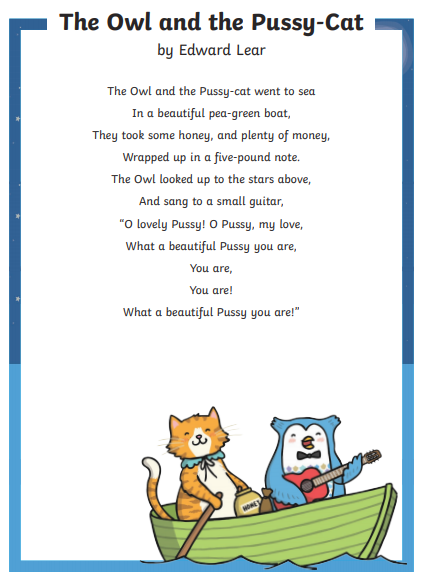 The Owl and the Pussy-Cat
by Edward Lear
The Owl and the Pussy-cat went to sea
In a beautiful pea-green boat,
They took some honey, and plenty of money,
Wrapped up in a five-pound note.
The Owl looked up to the stars above,
And sang to a small guitar,
“O lovely Pussy! O Pussy, my love,
What a beautiful Pussy you are,
You are,
You are!
What a beautiful Pussy you are!”
HONEY